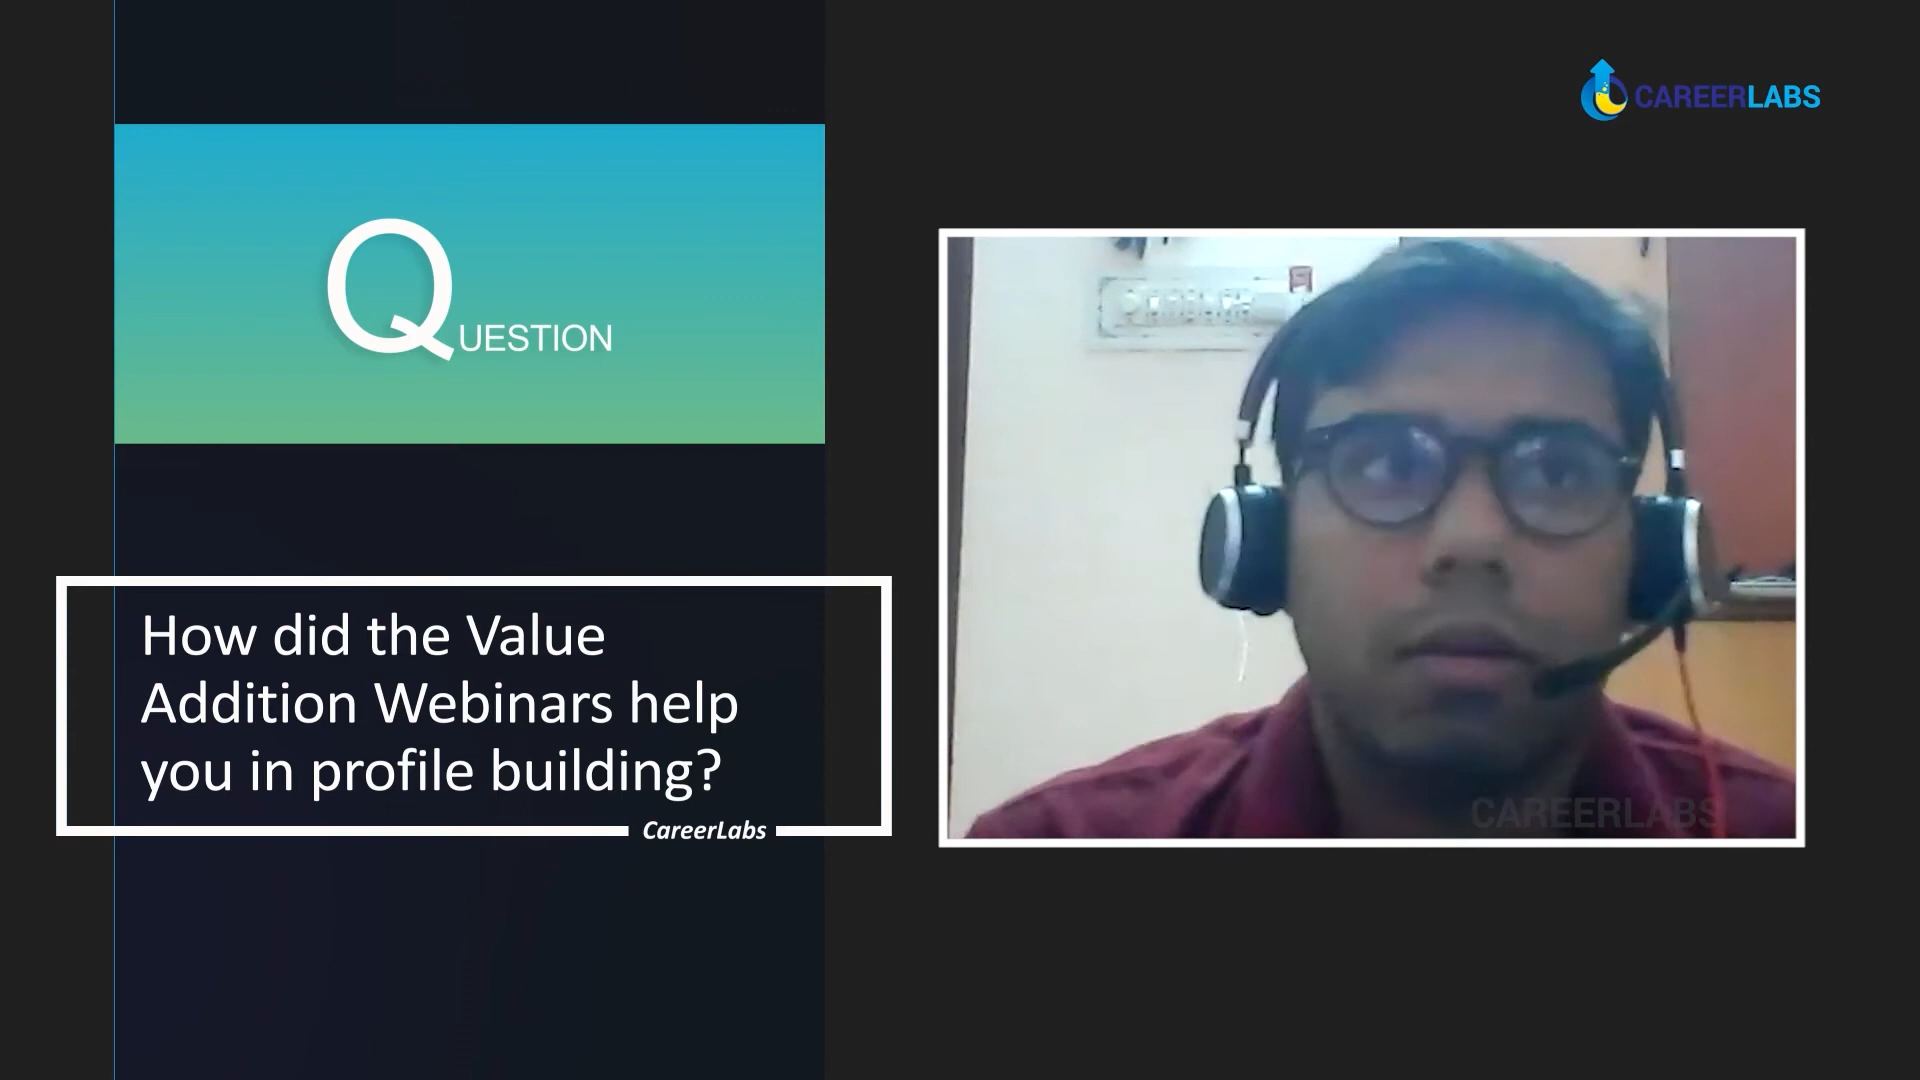 CAREERLABS
QUESTION
How did the Value
Addition Webinars help
you in profile building?
CareerLabs
CAREERLABS